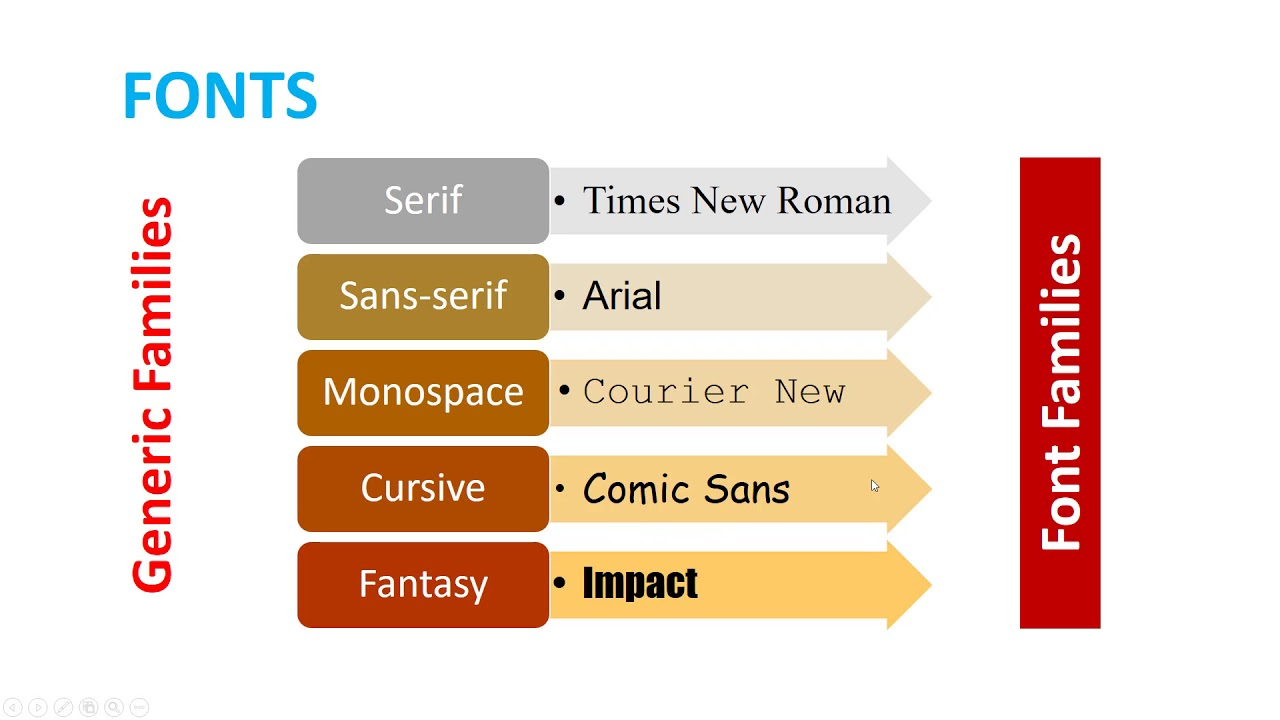 FONTS
Generic Families
Serif
• Times New Roman
Sans-serif
• Arial
Monospace
• Courier New
Cursive
• Comic Sans
Fantasy
• Impact
Font Families